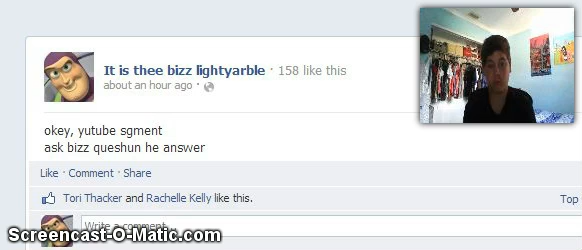 It is thee bizz lightyarble · 158 like this
about an hour ago ·
okey, yutube sgment
ask bizz queshun he answer
Like · Comment · Share
Tori Thacker and Rachelle Kelly like this.
Top
Write a comment...
Screencast-O-Matic.com